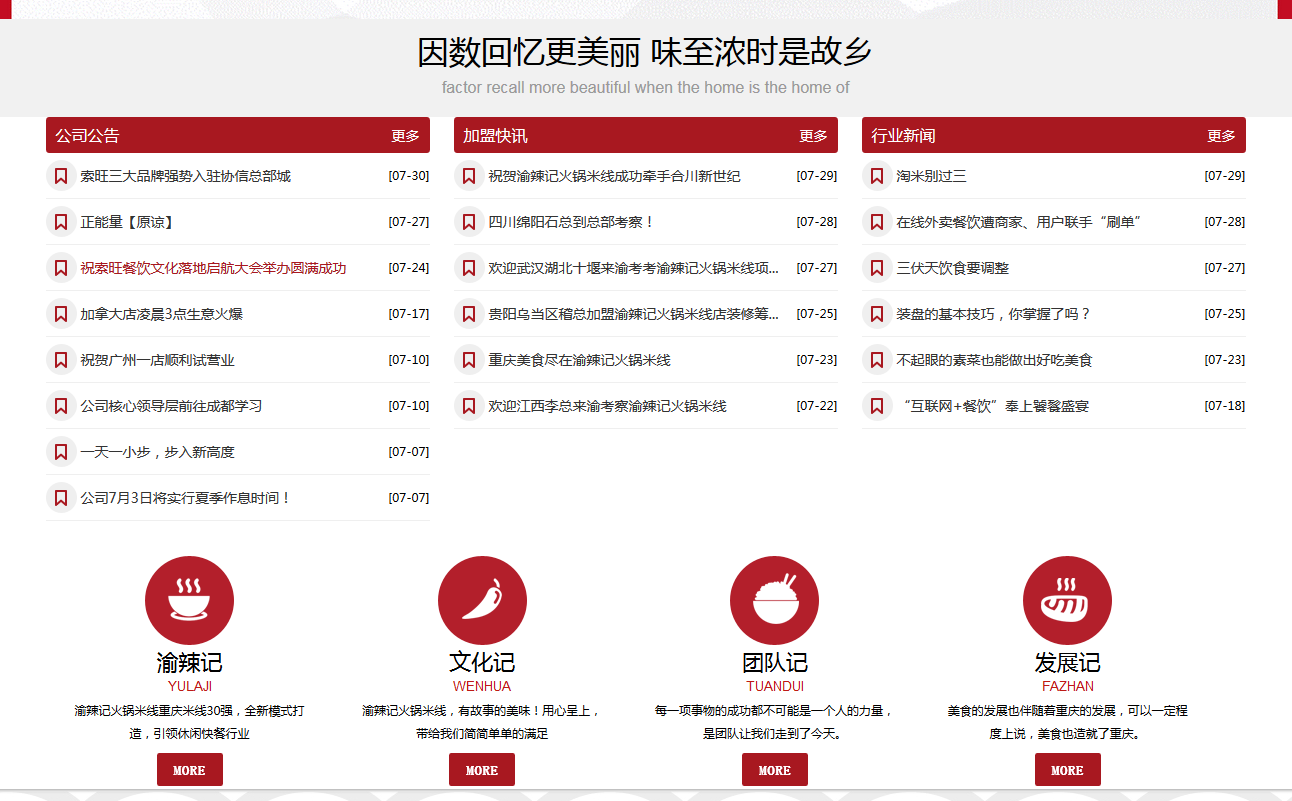 因数回忆更美丽 味至浓时是故乡
factor recall more beautiful when the home is the home of
公司公告 更多
索旺三大品牌强势入驻协信总部城 [07-30]
正能量【原谅】 [07-27]
祝索旺餐饮文化落地启航大会举办圆满成功 [07-24]
加拿大店凌晨3点生意火爆 [07-17]
祝贺广州一店顺利试营业 [07-10]
公司核心领导层前往成都学习 [07-10]
一天一小步，步入新高度 [07-07]
公司7月3日将实行夏季作息时间！ [07-07]
加盟快讯 更多
祝贺渝辣记火锅米线成功牵手合川新世纪 [07-29]
四川绵阳石总到总部考察！ [07-28]
欢迎武汉湖北十堰来渝考考渝辣记火锅米线项... [07-27]
贵阳乌当区稽总加盟渝辣记火锅米线店装修筹... [07-25]
重庆美食尽在渝辣记火锅米线 [07-23]
欢迎江西李总来渝考察渝辣记火锅米线 [07-22]
行业新闻 更多
淘米别过三 [07-29]
在线外卖餐饮遭商家、用户联手“刷单” [07-28]
三伏天饮食要调整 [07-27]
装盘的基本技巧，你掌握了吗？ [07-25]
不起眼的素菜也能做出好吃美食 [07-23]
“互联网+餐饮”奉上饕餮盛宴 [07-18]
渝辣记
YULAJI
渝辣记火锅米线重庆米线30强，全新模式打
造，引领休闲快餐行业
MORE
文化记
WENHUA
渝辣记火锅米线，有故事的美味！用心呈上，
带给我们简简单单的满足
MORE
团队记
TUANDUI
每一项事物的成功都不可能是一个人的力量，
是团队让我们走到了今天。
MORE
发展记
FAZHAN
美食的发展也伴随着重庆的发展，可以一定程
度上说，美食也造就了重庆。
MORE